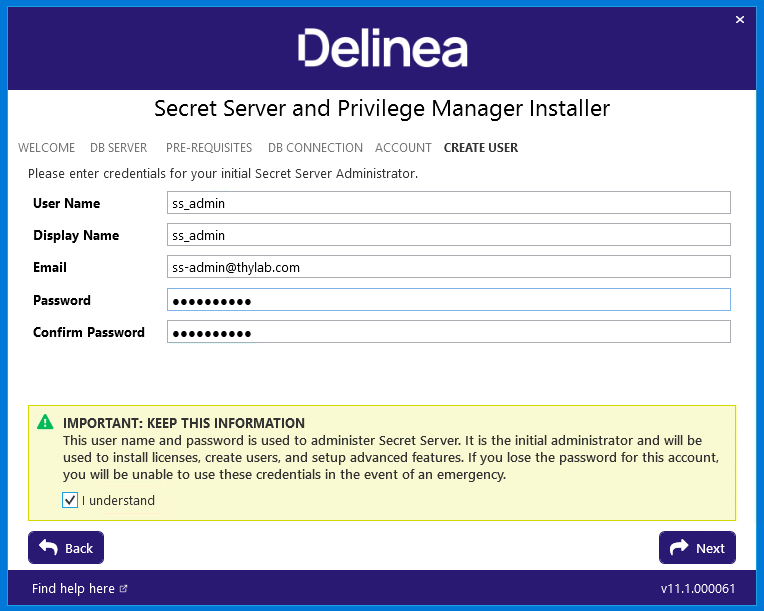 Delinea
Secret Server and Privilege Manager Installer
WELCOME DB SERVER PRE-REQUISITES DB CONNECTION ACCOUNT CREATE USER
Please enter credentials for your initial Secret Server Administrator.
User Name ss_admin
Display Name ss_admin
Email ss-admin@thylab.com
Password ●●●●●●●●●●
Confirm Password ●●●●●●●●●●
IMPORTANT: KEEP THIS INFORMATION
This user name and password is used to administer Secret Server. It is the initial administrator and will be
used to install licenses, create users, and setup advanced features. If you lose the password for this account,
you will be unable to use these credentials in the event of an emergency.
I understand
Back Next
Find help here v11.1.000061